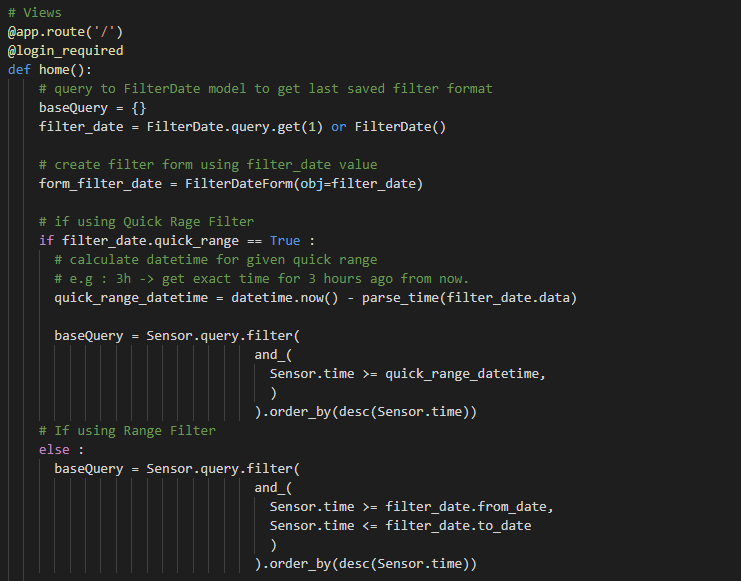 # Views
@app.route('/')
@login_required
def home():
# query to FilterDate model to get last saved filter format
baseQuery = {}
filter_date = FilterDate.query.get(1) or FilterDate()
# create filter form using filter_date value
form_filter_date = FilterDateForm(obj=filter_date)
# if using Quick Rage Filter
if filter_date.quick_range == True :
# calculate datetime for given quick range
# e.g : 3h -> get exact time for 3 hours ago from now.
quick_range_datetime = datetime.now() - parse_time(filter_date.data)
baseQuery = Sensor.query.filter(
and_(
Sensor.time >= quick_range_datetime,
)
).order_by(desc(Sensor.time))
# If using Range Filter
else :
baseQuery = Sensor.query.filter(
and_(
Sensor.time >= filter_date.from_date,
Sensor.time <= filter_date.to_date
)
).order_by(desc(Sensor.time))